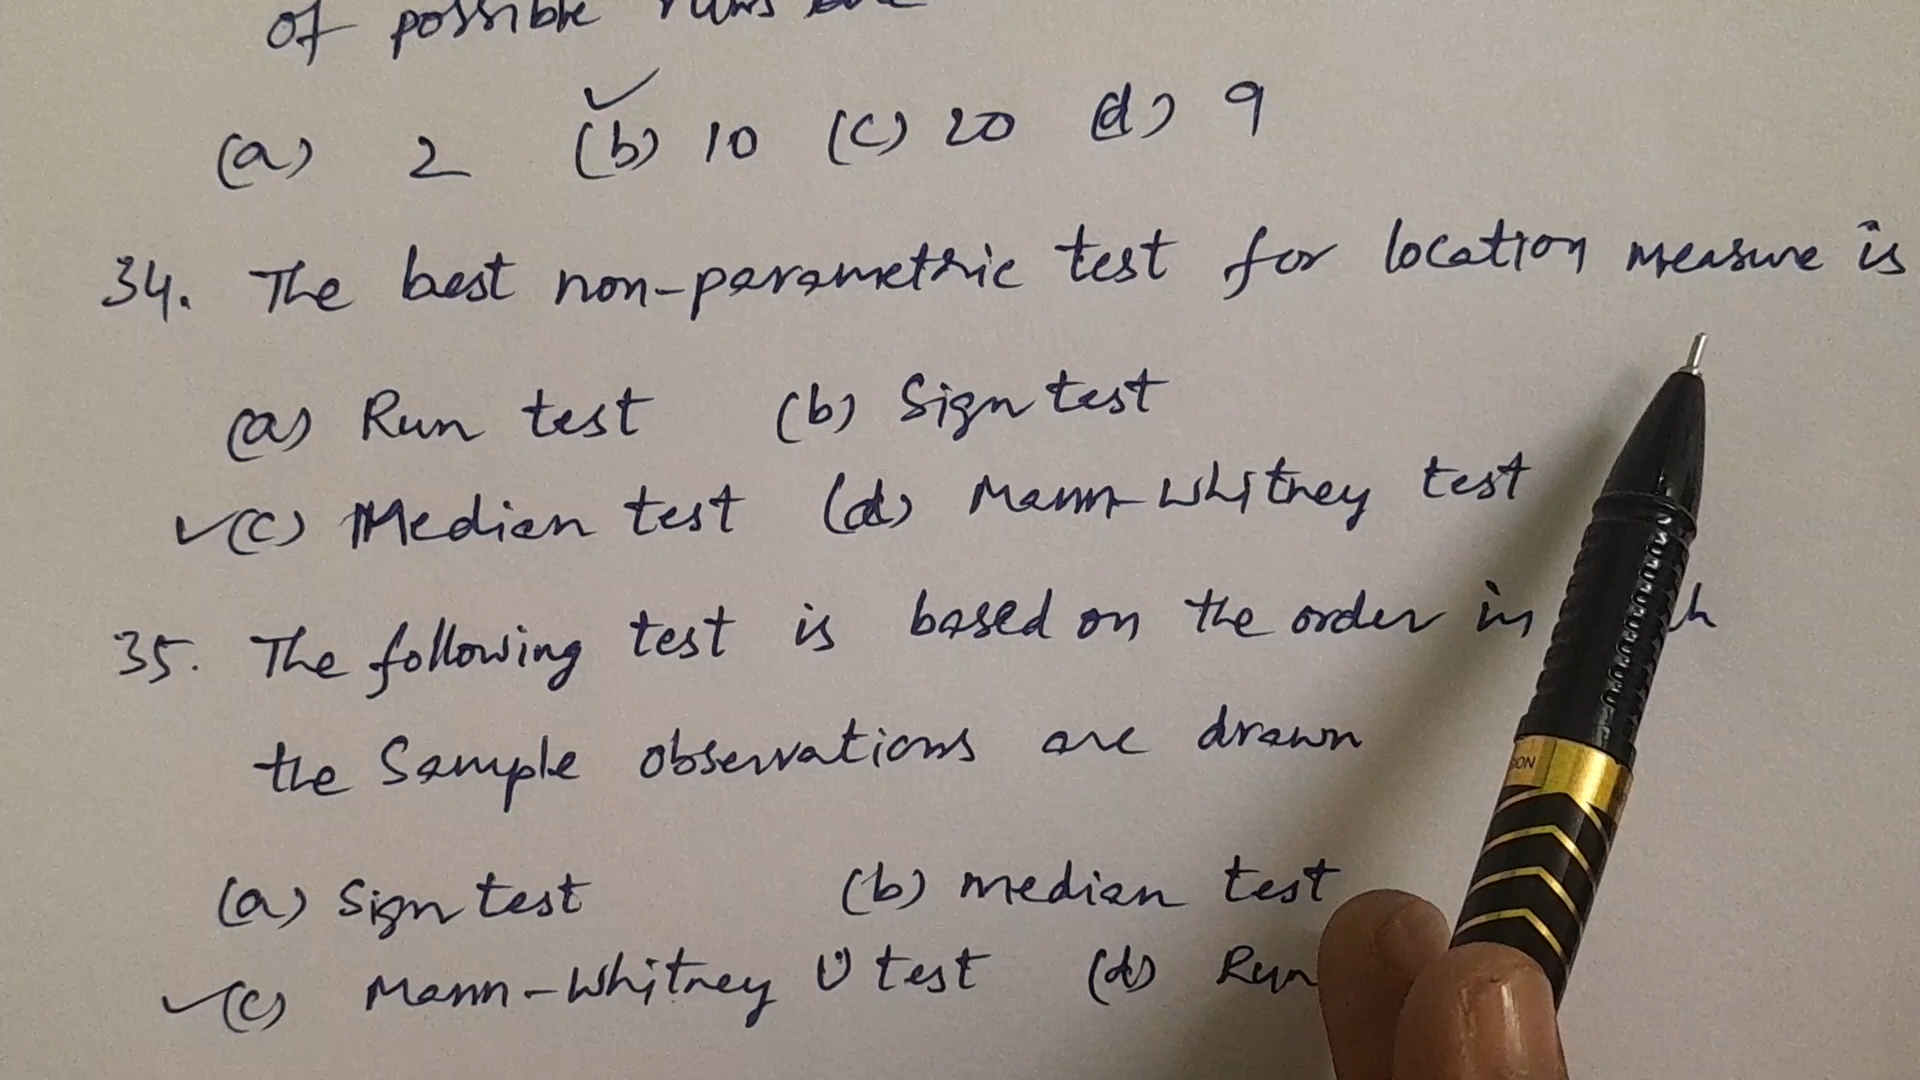 of possible runs
(a) 2 (b) 10 (c) 20 (d) 9
34. The best non-parametric test for location measure is
(a) Run test (b) Sign test
(c) Median test (d) Mann-Whitney test
35. The following test is based on the order in
the Sample observations are drawn
(a) Sign test (b) median test
(c) Mann-Whitney U test (d) Run